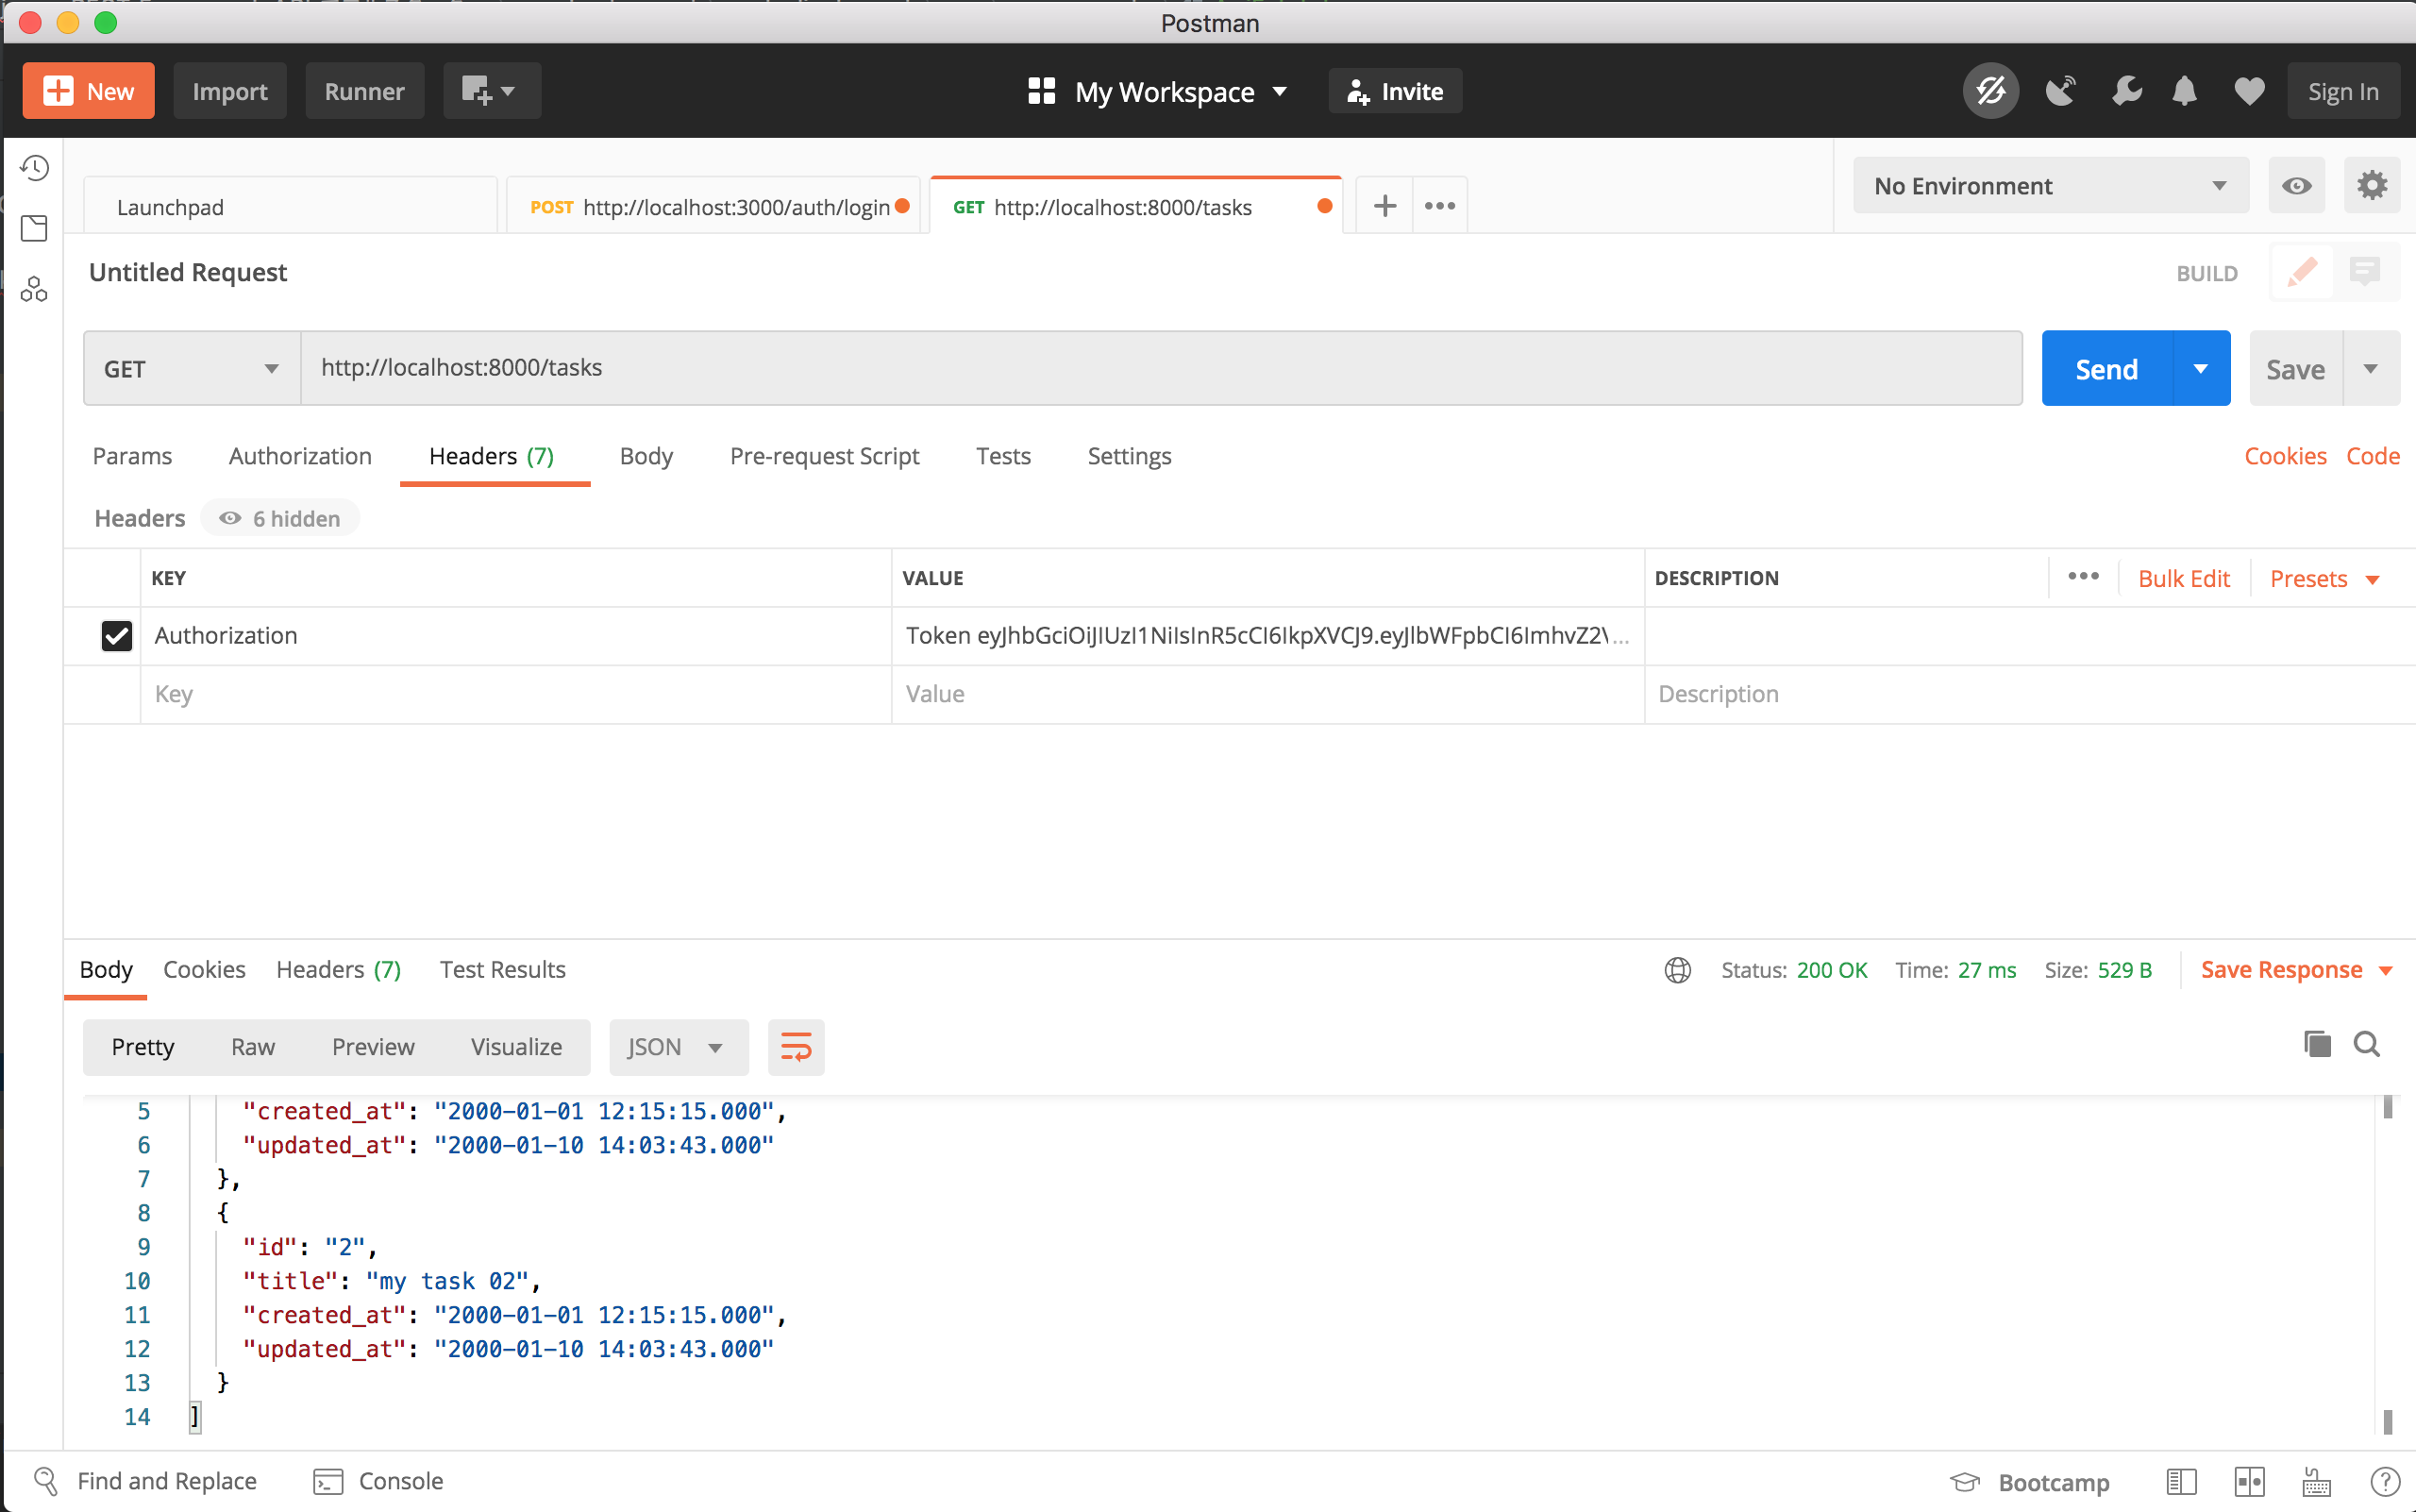 Postman
New
Import
Runner
My Workspace
Invite
Sign In
Launchpad
POST http://localhost:3000/auth/login
GET http://localhost:8000/tasks
No Environment
Untitled Request
BUILD
GET
http://localhost:8000/tasks
Send
Save
Params
Authorization
Headers (7)
Body
Pre-request Script
Tests
Settings
Cookies
Code
Headers
6 hidden
KEY
VALUE
DESCRIPTION
Bulk Edit
Presets
Authorization
Token eyJhbGciOiJIUzI1NiIsInR5cCI6IkpXVCJ9.eyJlbWFpbCI6ImhvZ2V...
Key
Value
Description
Body
Cookies
Headers (7)
Test Results
Status: 200 OK
Time: 27 ms
Size: 529 B
Save Response
Pretty
Raw
Preview
Visualize
JSON
5 "created_at": "2000-01-01 12:15:15.000",
6 "updated_at": "2000-01-10 14:03:43.000"
7 },
8 {
9 "id": "2",
10 "title": "my task 02",
11 "created_at": "2000-01-01 12:15:15.000",
12 "updated_at": "2000-01-10 14:03:43.000"
13 }
14 ]
Find and Replace
Console
Bootcamp